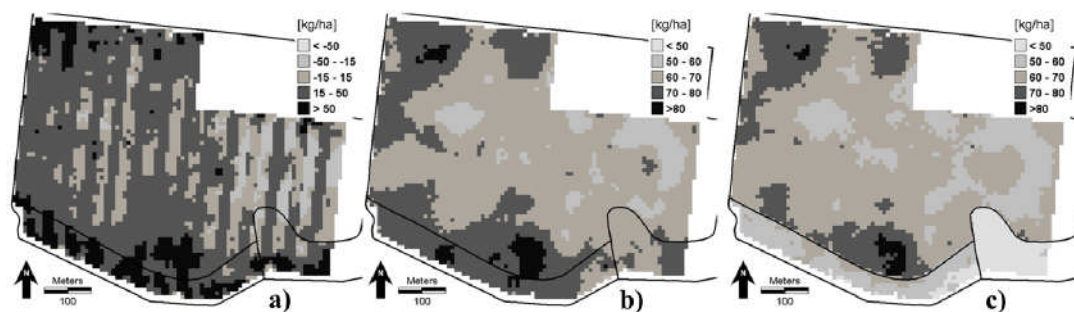 [kg/ha]
< -50
-50 - -15
-15 - 15
15 - 50
> 50
N
Meters
100
a)
[kg/ha]
< 50
50 - 60
60 - 70
70 - 80
>80
N
Meters
100
b)
[kg/ha]
< 50
50 - 60
60 - 70
70 - 80
>80
N
Meters
100
c)